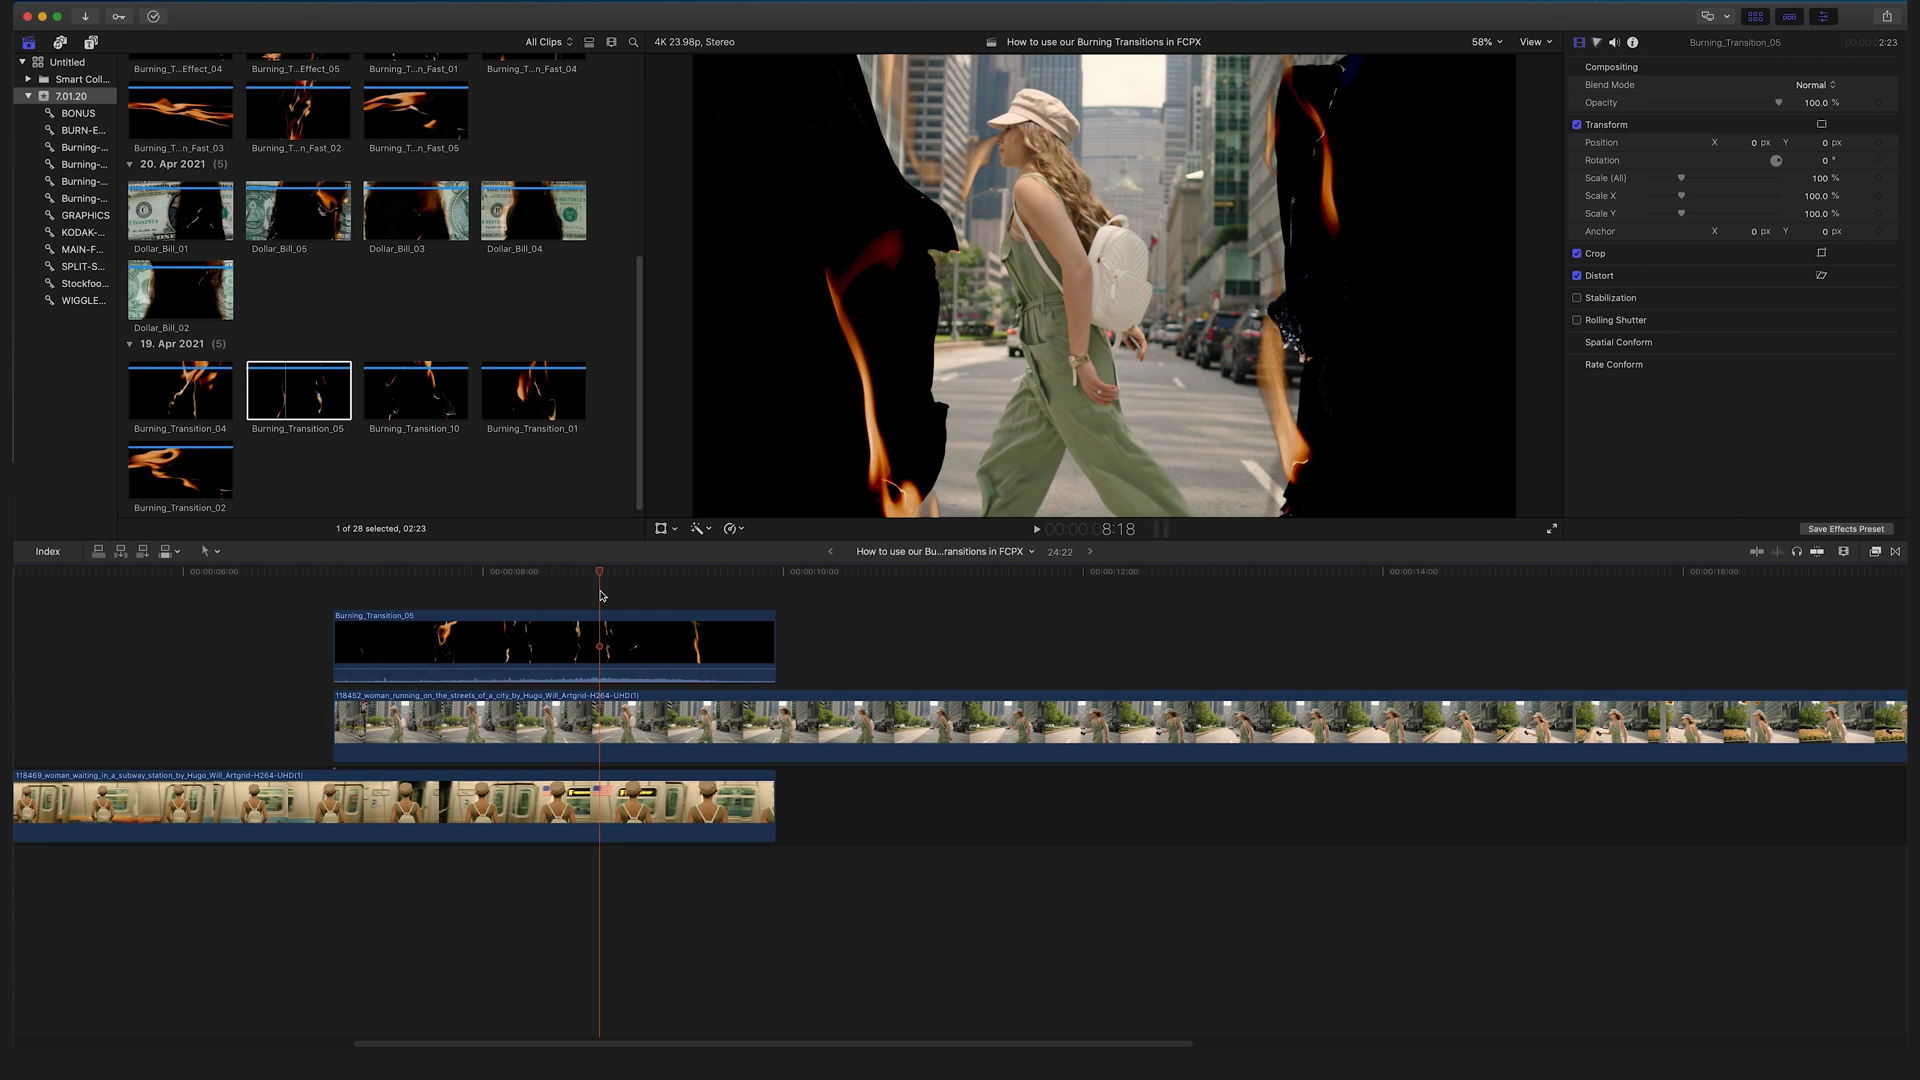 All Clips
4K 23.98p, Stereo
How to use our Burning Transitions in FCPX
58%
View
Burning_Transition_05
2:23
Untitled
Smart Coll...
7.01.20
BONUS
BURN-E...
Burning-...
Burning-...
Burning-...
Burning-...
GRAPHICS
KODAK-...
MAIN-F...
SPLIT-S...
Stockfoo...
WIGGLE...
Burning_T...Effect_04
Burning_T...Effect_05
Burning_T...n_Fast_01
Burning_T...n_Fast_04
Burning_T...n_Fast_03
Burning_T...n_Fast_02
Burning_T...n_Fast_05
20. Apr 2021 (5)
Dollar_Bill_01
Dollar_Bill_05
Dollar_Bill_03
Dollar_Bill_04
Dollar_Bill_02
19. Apr 2021 (5)
Burning_Transition_04
Burning_Transition_05
Burning_Transition_10
Burning_Transition_01
Burning_Transition_02
1 of 28 selected, 02:23
Compositing
Blend Mode
Normal
Opacity
100.0 %
Transform
Position
X 0 px Y 0 px
Rotation
0 °
Scale (All)
100 %
Scale X
100.0 %
Scale Y
100.0 %
Anchor
X 0 px Y 0 px
Crop
Distort
Stabilization
Rolling Shutter
Spatial Conform
Rate Conform
00:00:00:08:18
Save Effects Preset
Index
How to use our Bu...ransitions in FCPX
24:22
00:00:06:00
00:00:08:00
00:00:10:00
00:00:12:00
00:00:14:00
00:00:16:00
Burning_Transition_05
118452_woman_running_on_the_streets_of_a_city_by_Hugo_Will_Artgrid-H264-UHD(1)
118469_woman_waiting_in_a_subway_station_by_Hugo_Will_Artgrid-H264-UHD(1)